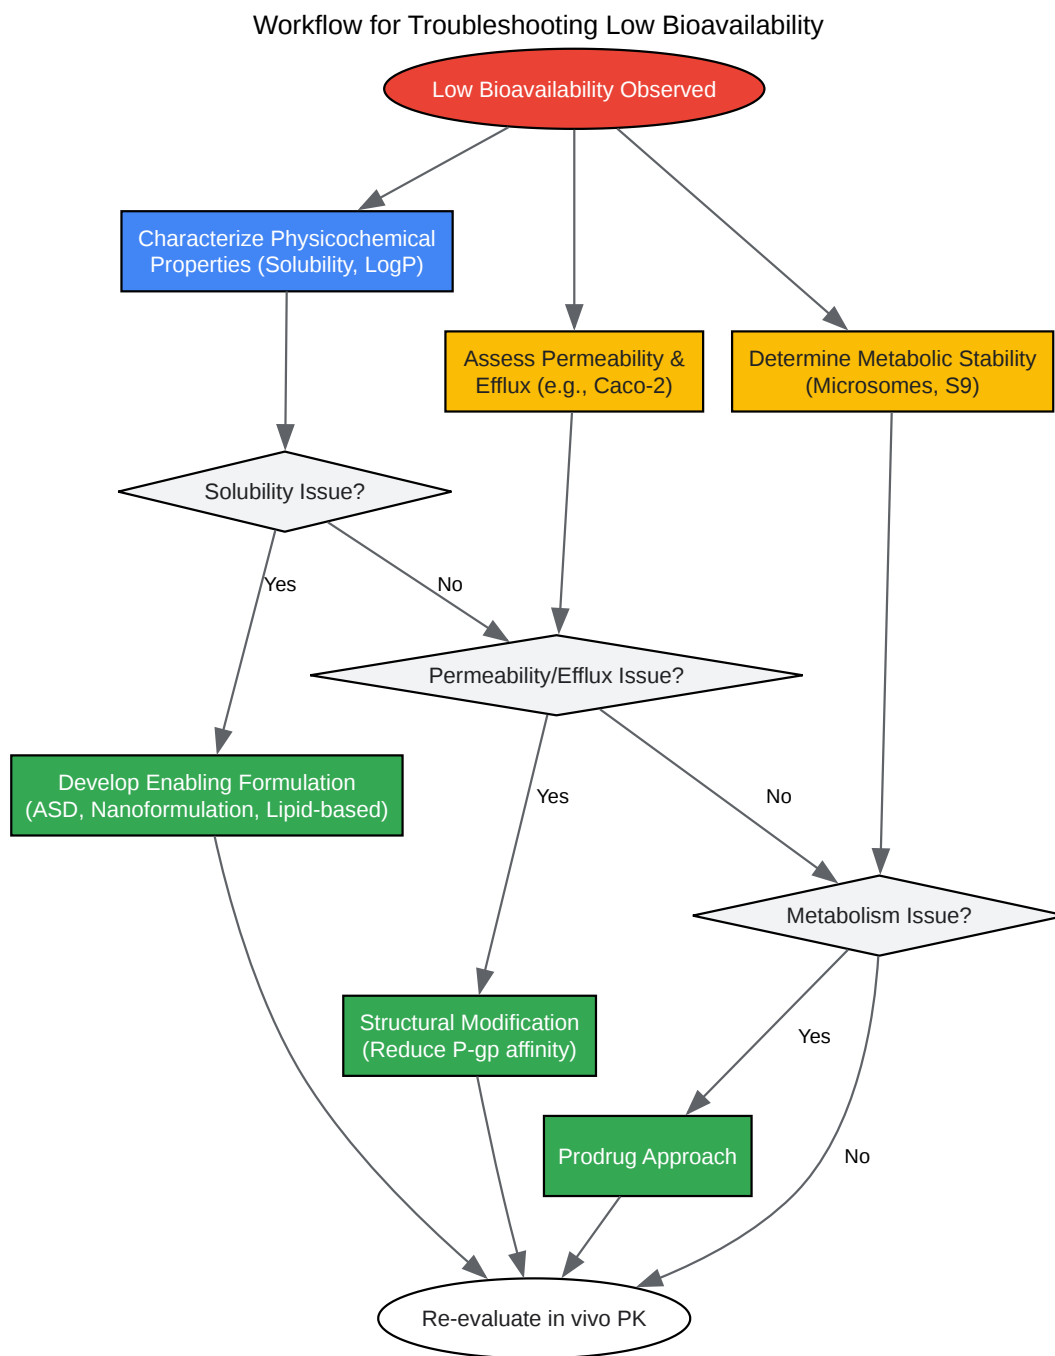 Workflow for Troubleshooting Low Bioavailability
Low Bioavailability Observed
Characterize Physicochemical
Properties (Solubility, LogP)
Assess Permeability &
Efflux (e.g., Caco-2)
Determine Metabolic Stability
(Microsomes, S9)
Solubility Issue?
Yes
No
Permeability/Efflux Issue?
Develop Enabling Formulation
(ASD, Nanoformulation, Lipid-based)
Yes
No
Metabolism Issue?
Structural Modification
(Reduce P-gp affinity)
Yes
Prodrug Approach
No
Re-evaluate in vivo PK